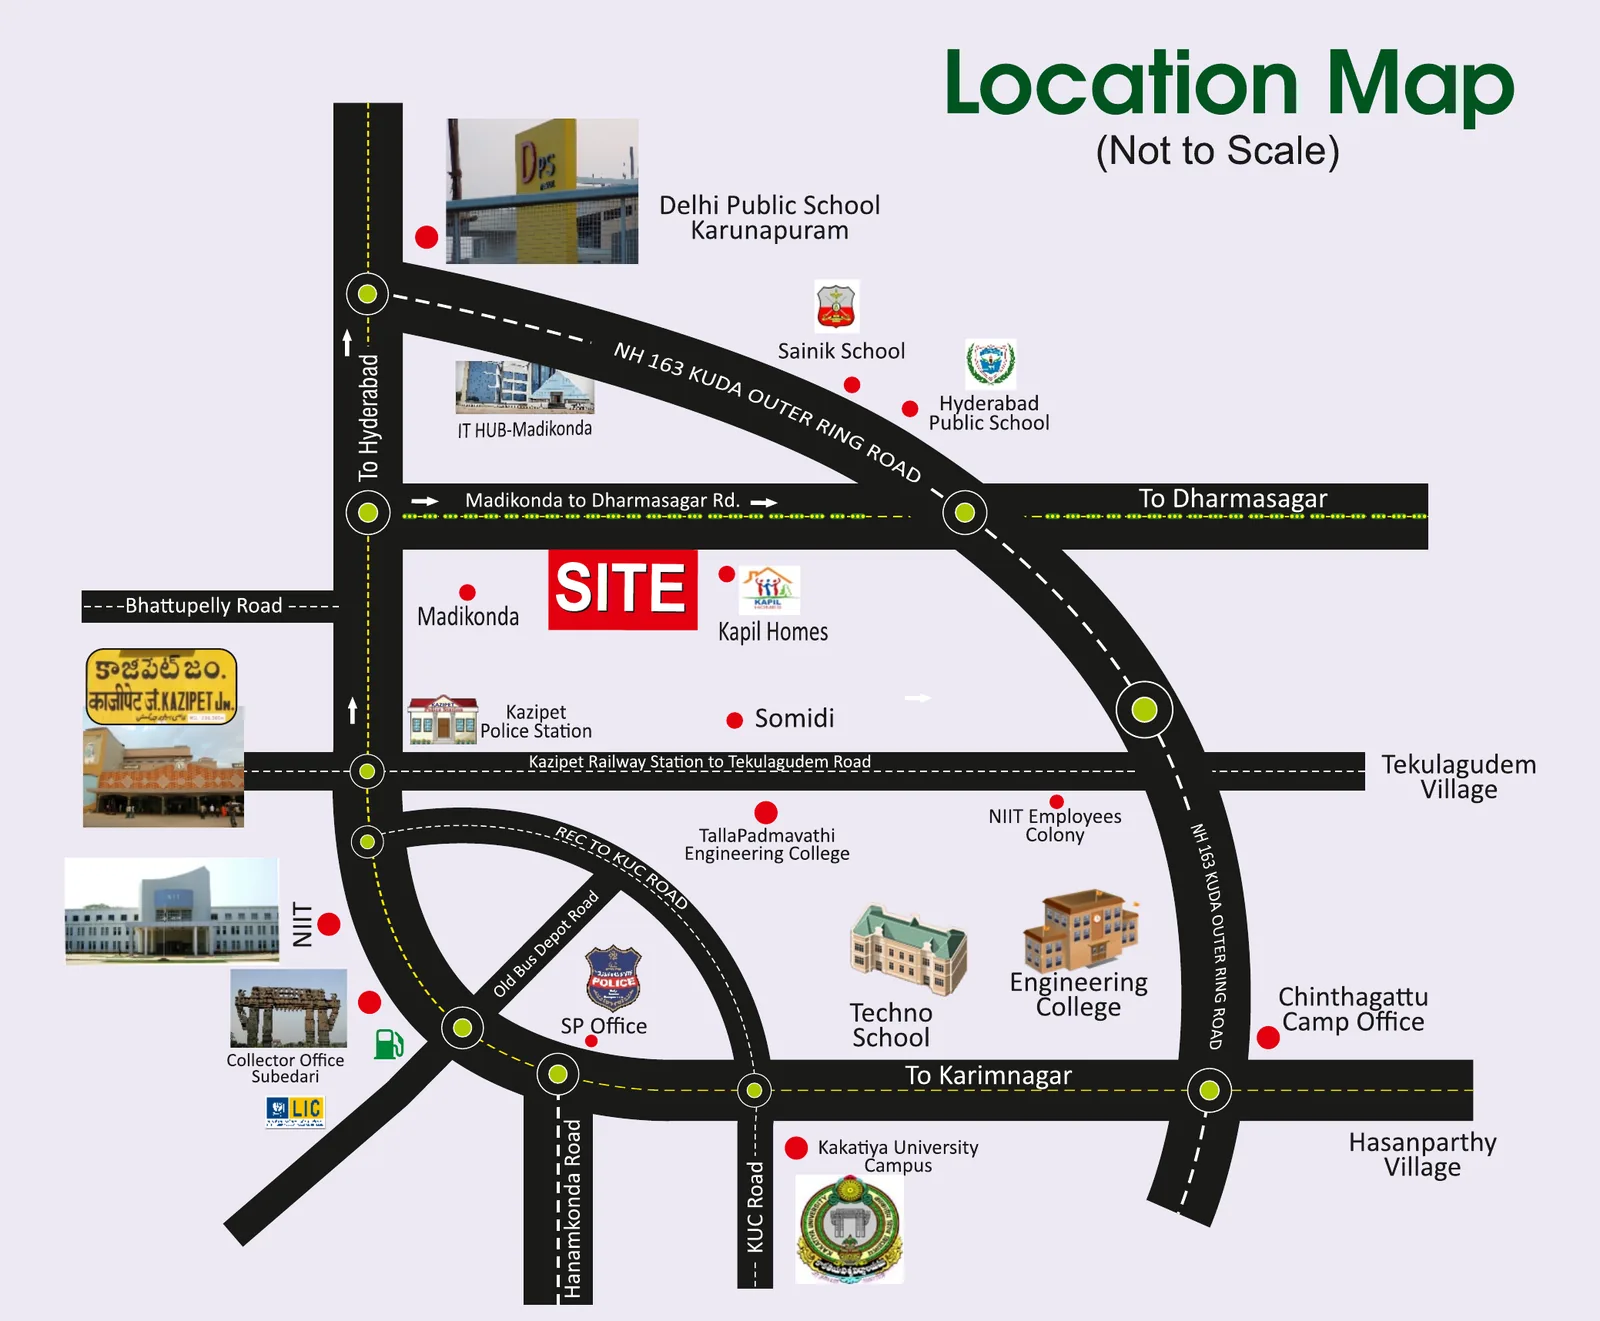 Location Map
(Not to Scale)
DPS
Delhi Public School
Karunapuram
Sainik School
Hyderabad
Public School
NH 163 KUDA OUTER RING ROAD
IT HUB-Madikonda
To Hyderabad
Madikonda to Dharmasagar Rd.
To Dharmasagar
SITE
Madikonda
KAPIL
Kapil Homes
Bhattupelly Road
కాజీపేట్ జం.
काजीपेट जं. KAZIPET Jn.
KAZIPET
Police Station
Kazipet
Police Station
Somidi
Kazipet Railway Station to Tekulagudem Road
Tekulagudem
Village
TallaPadmavathi
Engineering College
NIIT Employees
Colony
REC TO KUC ROAD
NH 163 KUDA OUTER RING ROAD
NIIT
Old Bus Depot Road
POLICE
SP Office
Techno
School
Engineering
College
Chinthagattu
Camp Office
Collector Office
Subedari
LIC
To Karimnagar
Hanamkonda Road
KUC Road
Kakatiya University
Campus
Hasanparthy
Village